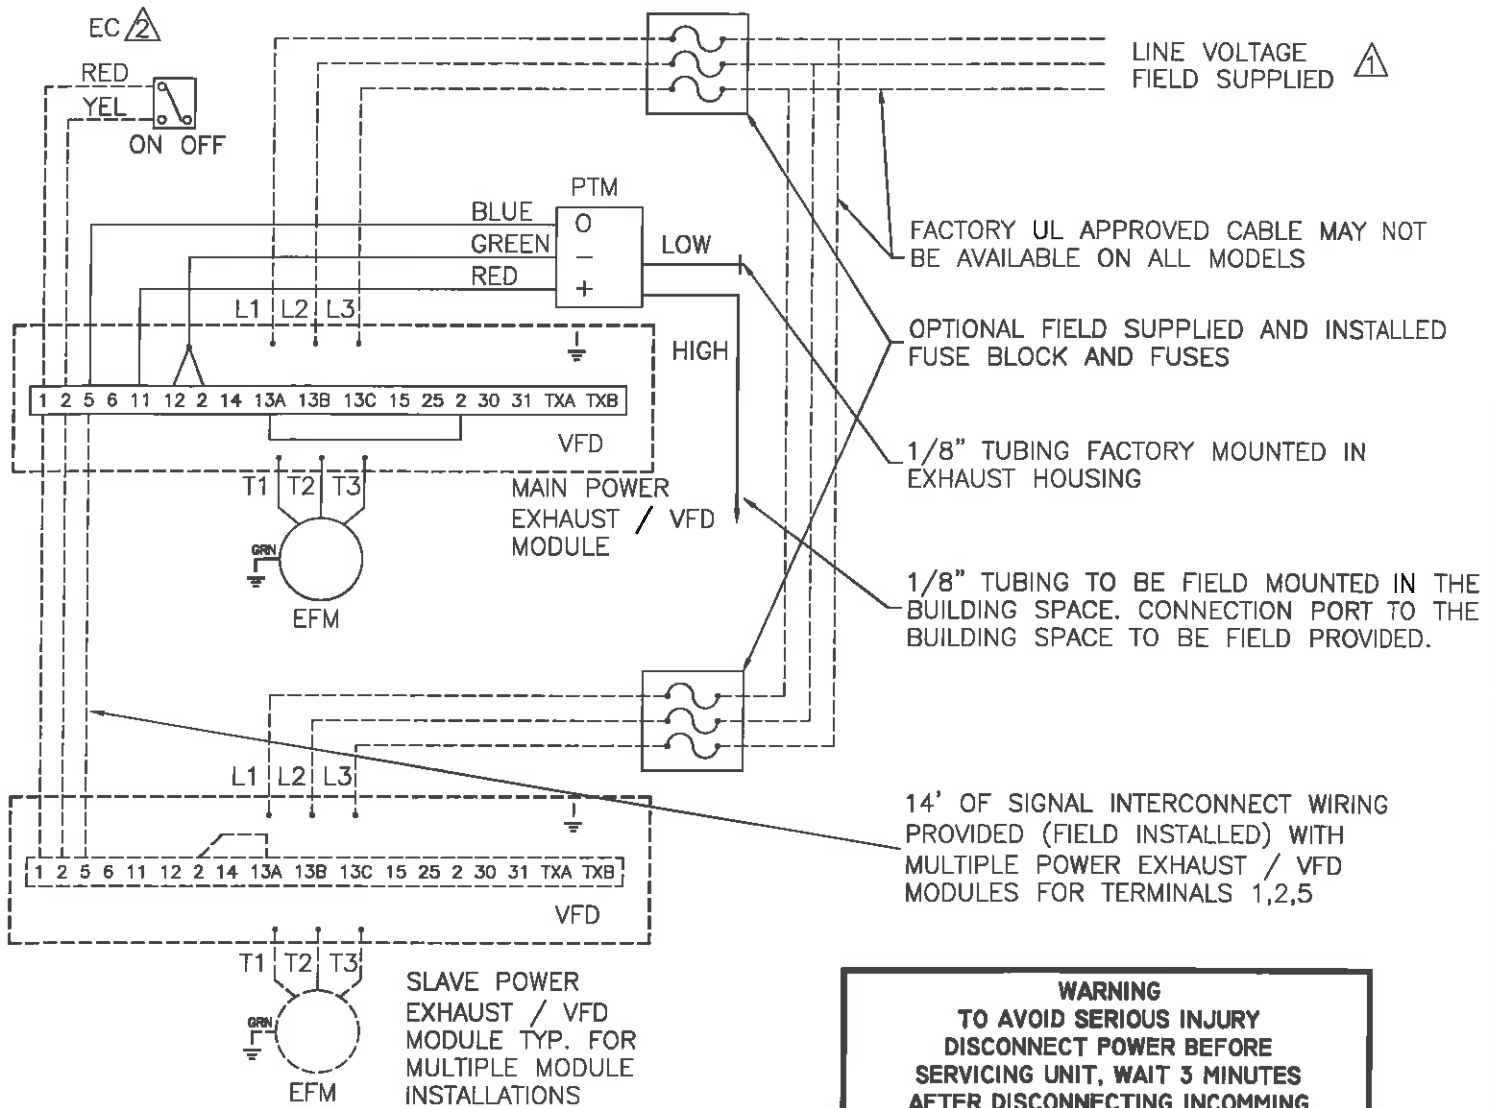 EC 2
RED
YEL
ON OFF
LINE VOLTAGE
FIELD SUPPLIED 1
PTM
BLUE
O
GREEN
−
RED
+
LOW
HIGH
FACTORY UL APPROVED CABLE MAY NOT
BE AVAILABLE ON ALL MODELS
L1 L2 L3
OPTIONAL FIELD SUPPLIED AND INSTALLED
FUSE BLOCK AND FUSES
1 2 5 6 11 12 2 14 13A 13B 13C 15 25 2 30 31 TXA TXB
VFD
1/8" TUBING FACTORY MOUNTED IN
EXHAUST HOUSING
T1 T2 T3
MAIN POWER
EXHAUST / VFD
MODULE
GRN
EFM
1/8" TUBING TO BE FIELD MOUNTED IN THE
BUILDING SPACE. CONNECTION PORT TO THE
BUILDING SPACE TO BE FIELD PROVIDED.
L1 L2 L3
14' OF SIGNAL INTERCONNECT WIRING
PROVIDED (FIELD INSTALLED) WITH
MULTIPLE POWER EXHAUST / VFD
MODULES FOR TERMINALS 1,2,5
1 2 5 6 11 12 2 14 13A 13B 13C 15 25 2 30 31 TXA TXB
VFD
T1 T2 T3
GRN
EFM
SLAVE POWER
EXHAUST / VFD
MODULE TYP. FOR
MULTIPLE MODULE
INSTALLATIONS
WARNING
TO AVOID SERIOUS INJURY
DISCONNECT POWER BEFORE
SERVICING UNIT, WAIT 3 MINUTES
AFTER DISCONNECTING INCOMMING